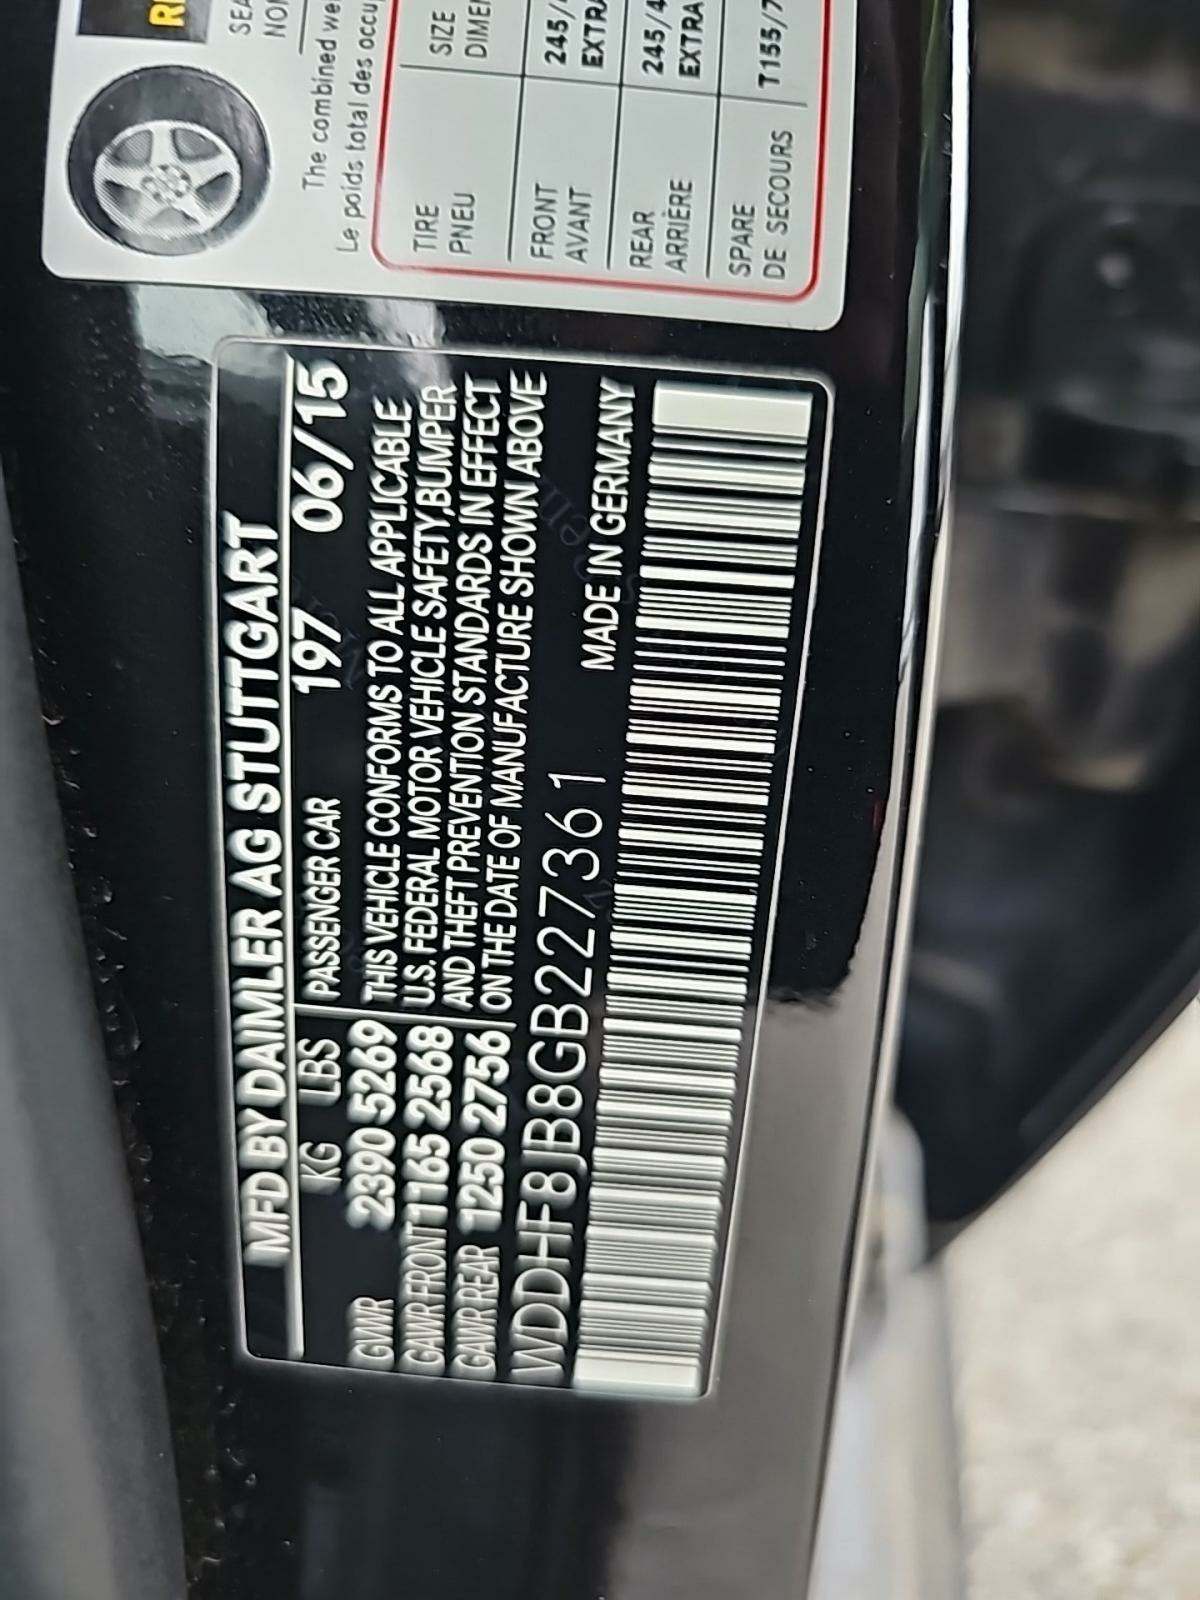 MFD BY DAIMLER AG STUTTGART
KG LBS PASSENGER CAR 197 06/15
GVWR 2390 5269 THIS VEHICLE CONFORMS TO ALL APPLICABLE
GAWR FRONT 1165 2568 U.S. FEDERAL MOTOR VEHICLE SAFETY,BUMPER
GAWR REAR 1250 2756 AND THEFT PREVENTION STANDARDS IN EFFECT
ON THE DATE OF MANUFACTURE SHOWN ABOVE
WDDHF8JB8GB227361 MADE IN GERMANY
The combined
Le poids total des
TIRE SIZE
PNEU
FRONT 245/
AVANT
REAR 245/4
ARRIÈRE EXTRA
SPARE T155/7
DE SECOURS